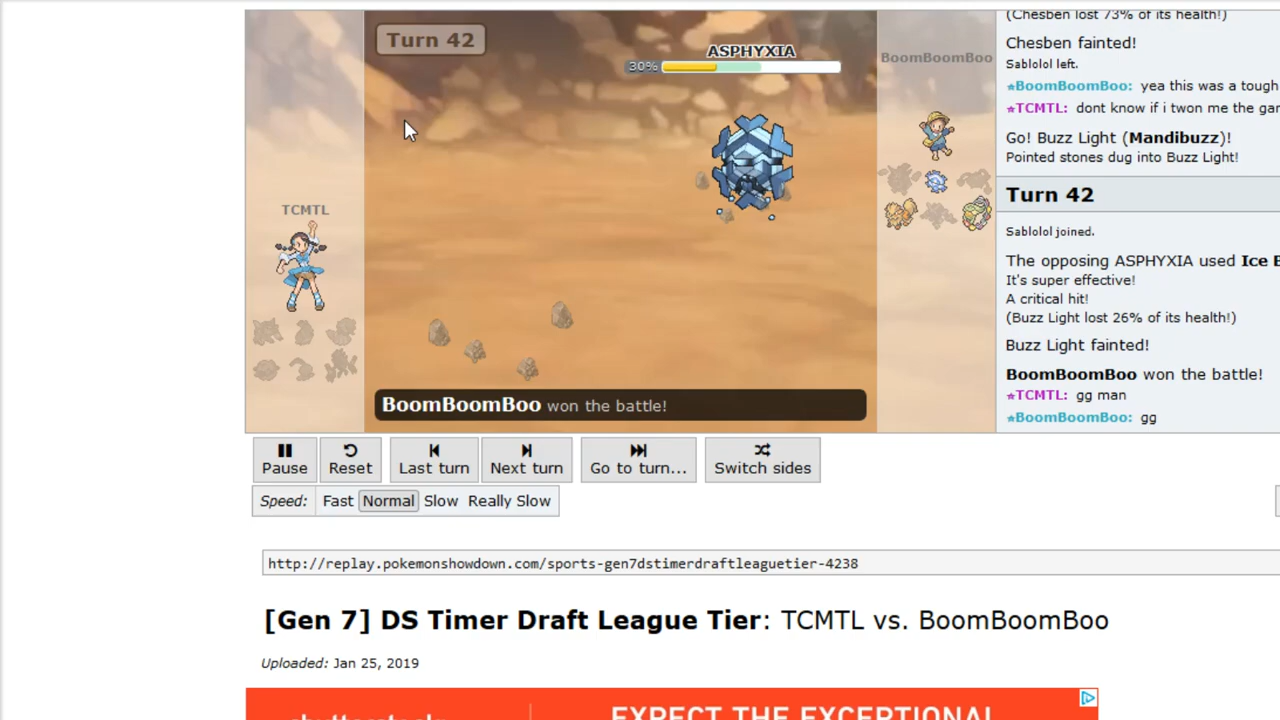 Turn 42
ASPHYXIA
30%
BoomBoomBoo
TCMTL
BoomBoomBoo won the battle!
(Chesben lost 73% of its health!)
Chesben fainted!
Sablolol left.
☆BoomBoomBoo: yea this was a tough
☆TCMTL: dont know if i twon me the gar
Go! Buzz Light (Mandibuzz)!
Pointed stones dug into Buzz Light!
Turn 42
Sablolol joined.
The opposing ASPHYXIA used Ice
It's super effective!
A critical hit!
(Buzz Light lost 26% of its health!)
Buzz Light fainted!
BoomBoomBoo won the battle!
☆TCMTL: gg man
☆BoomBoomBoo: gg
Pause
Reset
Last turn
Next turn
Go to turn...
Switch sides
Speed: Fast Normal Slow Really Slow
http://replay.pokemonshowdown.com/sports-gen7dstimerdraftleaguetier-4238
[Gen 7] DS Timer Draft League Tier: TCMTL vs. BoomBoomBoo
Uploaded: Jan 25, 2019
shutterstock
EXPECT THE EXCEPTIONAL